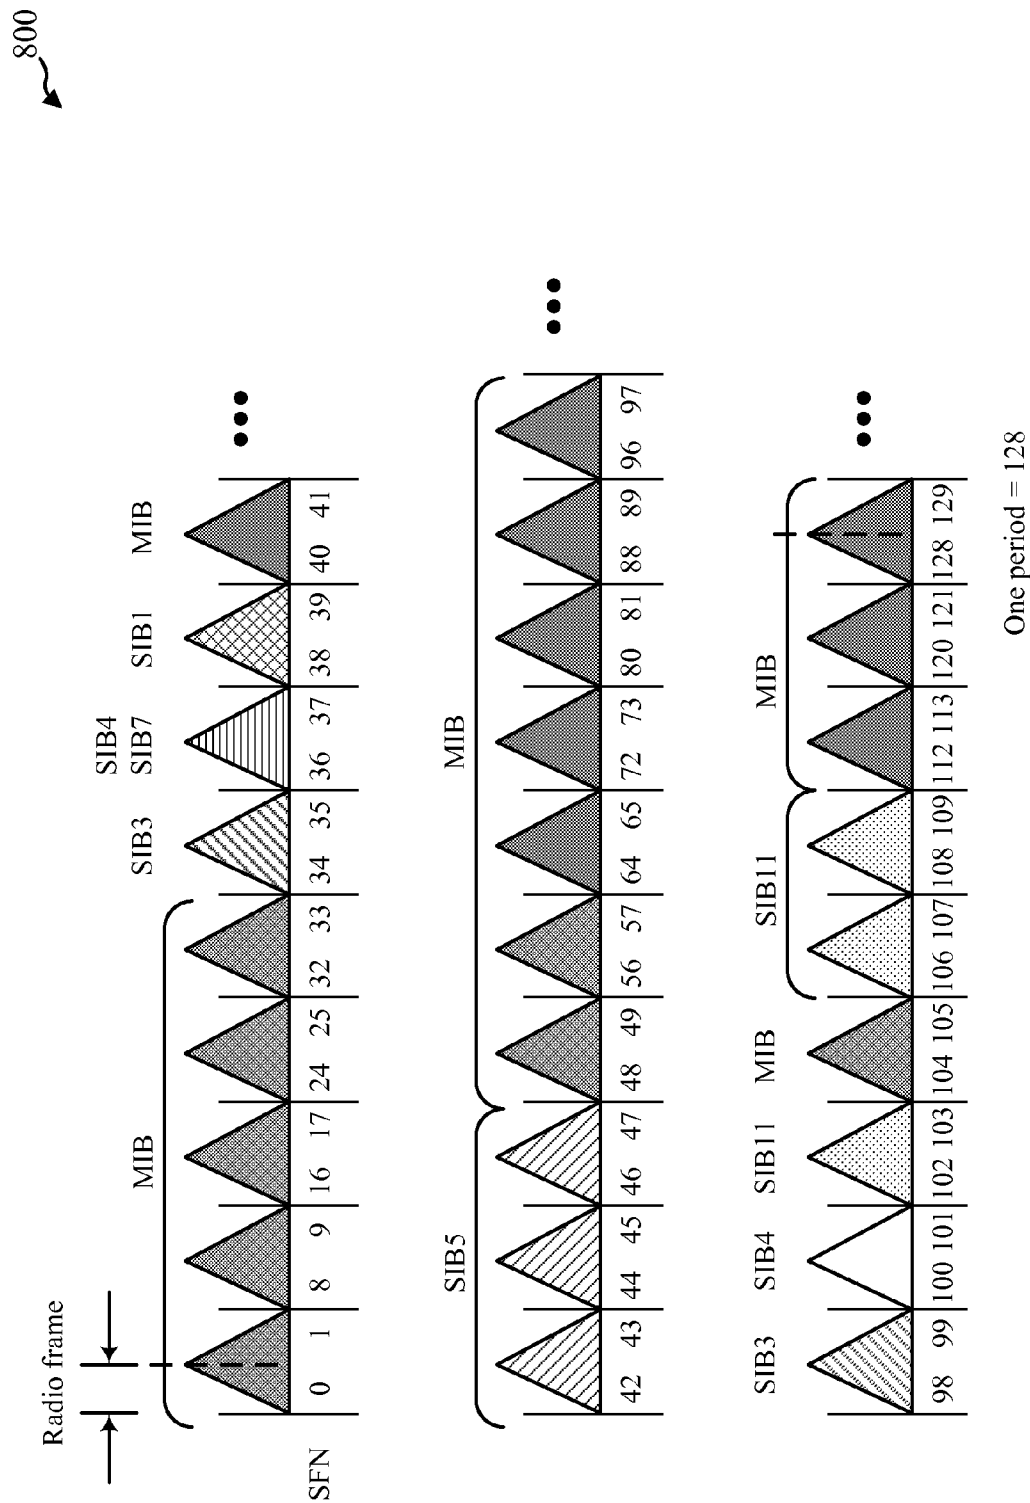 800
Radio frame
MIB SIB3 SIB4 SIB7 SIB1 MIB
SFN 0 1 8 9 16 17 24 25 32 33 34 35 36 37 38 39 40 41
SIB5 MIB
42 43 44 45 46 47 48 49 56 57 64 65 72 73 80 81 88 89 96 97
SIB3 SIB4 SIB11 MIB SIB11 MIB
98 99 100 101 102 103 104 105 106 107 108 109 112 113 120 121 128 129
One period = 128